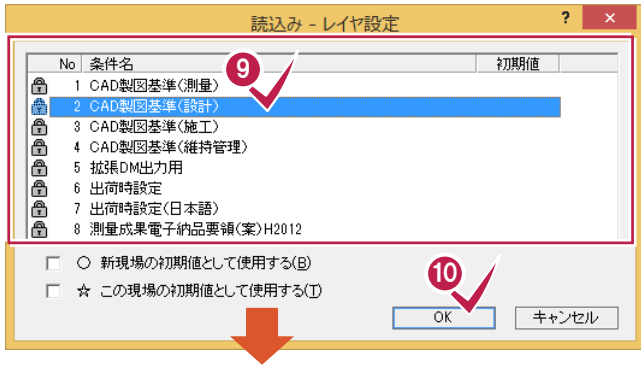 読込み - レイヤ設定 ? ×
No 条件名 初期値
9
1 CAD製図基準(測量)
2 CAD製図基準(設計)
3 CAD製図基準(施工)
4 CAD製図基準(維持管理)
5 拡張DM出力用
6 出荷時設定
7 出荷時設定(日本語)
8 測量成果電子納品要領(案)H2012
○ 新現場の初期値として使用する(B)
☆ この現場の初期値として使用する(T)
10
OK キャンセル